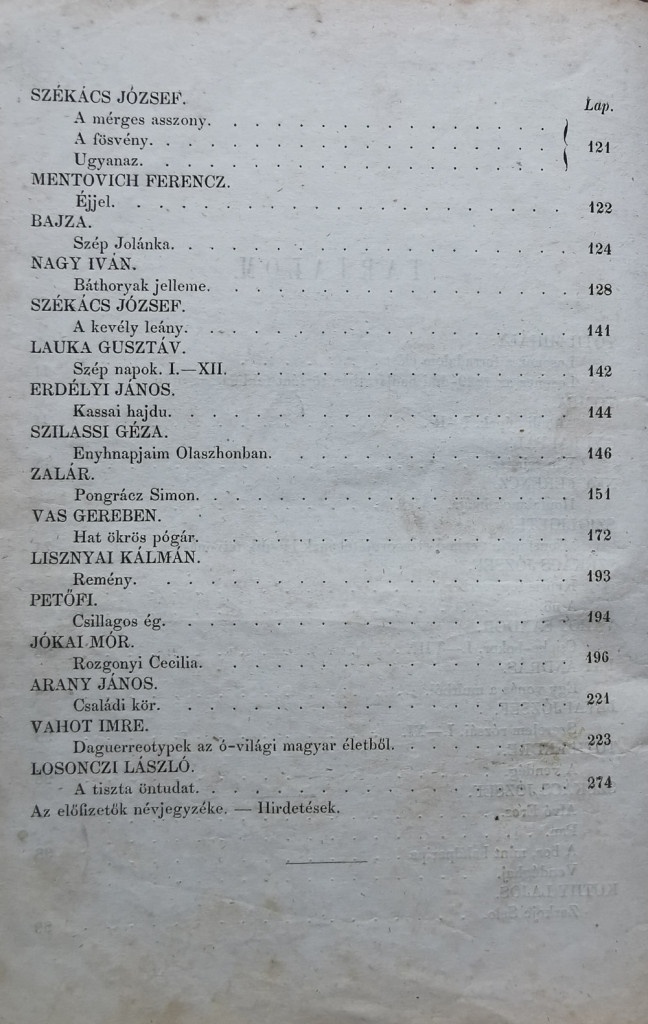 SZÉKÁCS JÓZSEF.
Lap.
A mérges asszony.
A fösvény.
Ugyanaz. 121
MENTOVICH FERENCZ.
Éjjel. 122
BAJZA.
Szép Jolánka. 124
NAGY IVÁN.
Báthoryak jelleme. 128
SZÉKÁCS JÓZSEF.
A kevély leány. 141
LAUKA GUSZTÁV.
Szép napok. I.—XII. 142
ERDÉLYI JÁNOS.
Kassai hajdu. 144
SZILASSI GÉZA.
Enyhnapjaim Olaszhonban. 146
ZALÁR.
Pongrácz Simon. 151
VAS GEREBEN.
Hat ökrös pógár. 172
LISZNYAI KÁLMÁN.
Remény. 193
PETŐFI.
Csillagos ég. 194
JÓKAI MÓR.
Rozgonyi Cecilia. 196
ARANY JÁNOS.
Családi kör. 221
VAHOT IMRE.
Daguerreotypek az ó-világi magyar életből. 223
LOSONCZI LÁSZLÓ.
A tiszta öntudat. 274
Az előfizetők névjegyzéke. — Hirdetések.